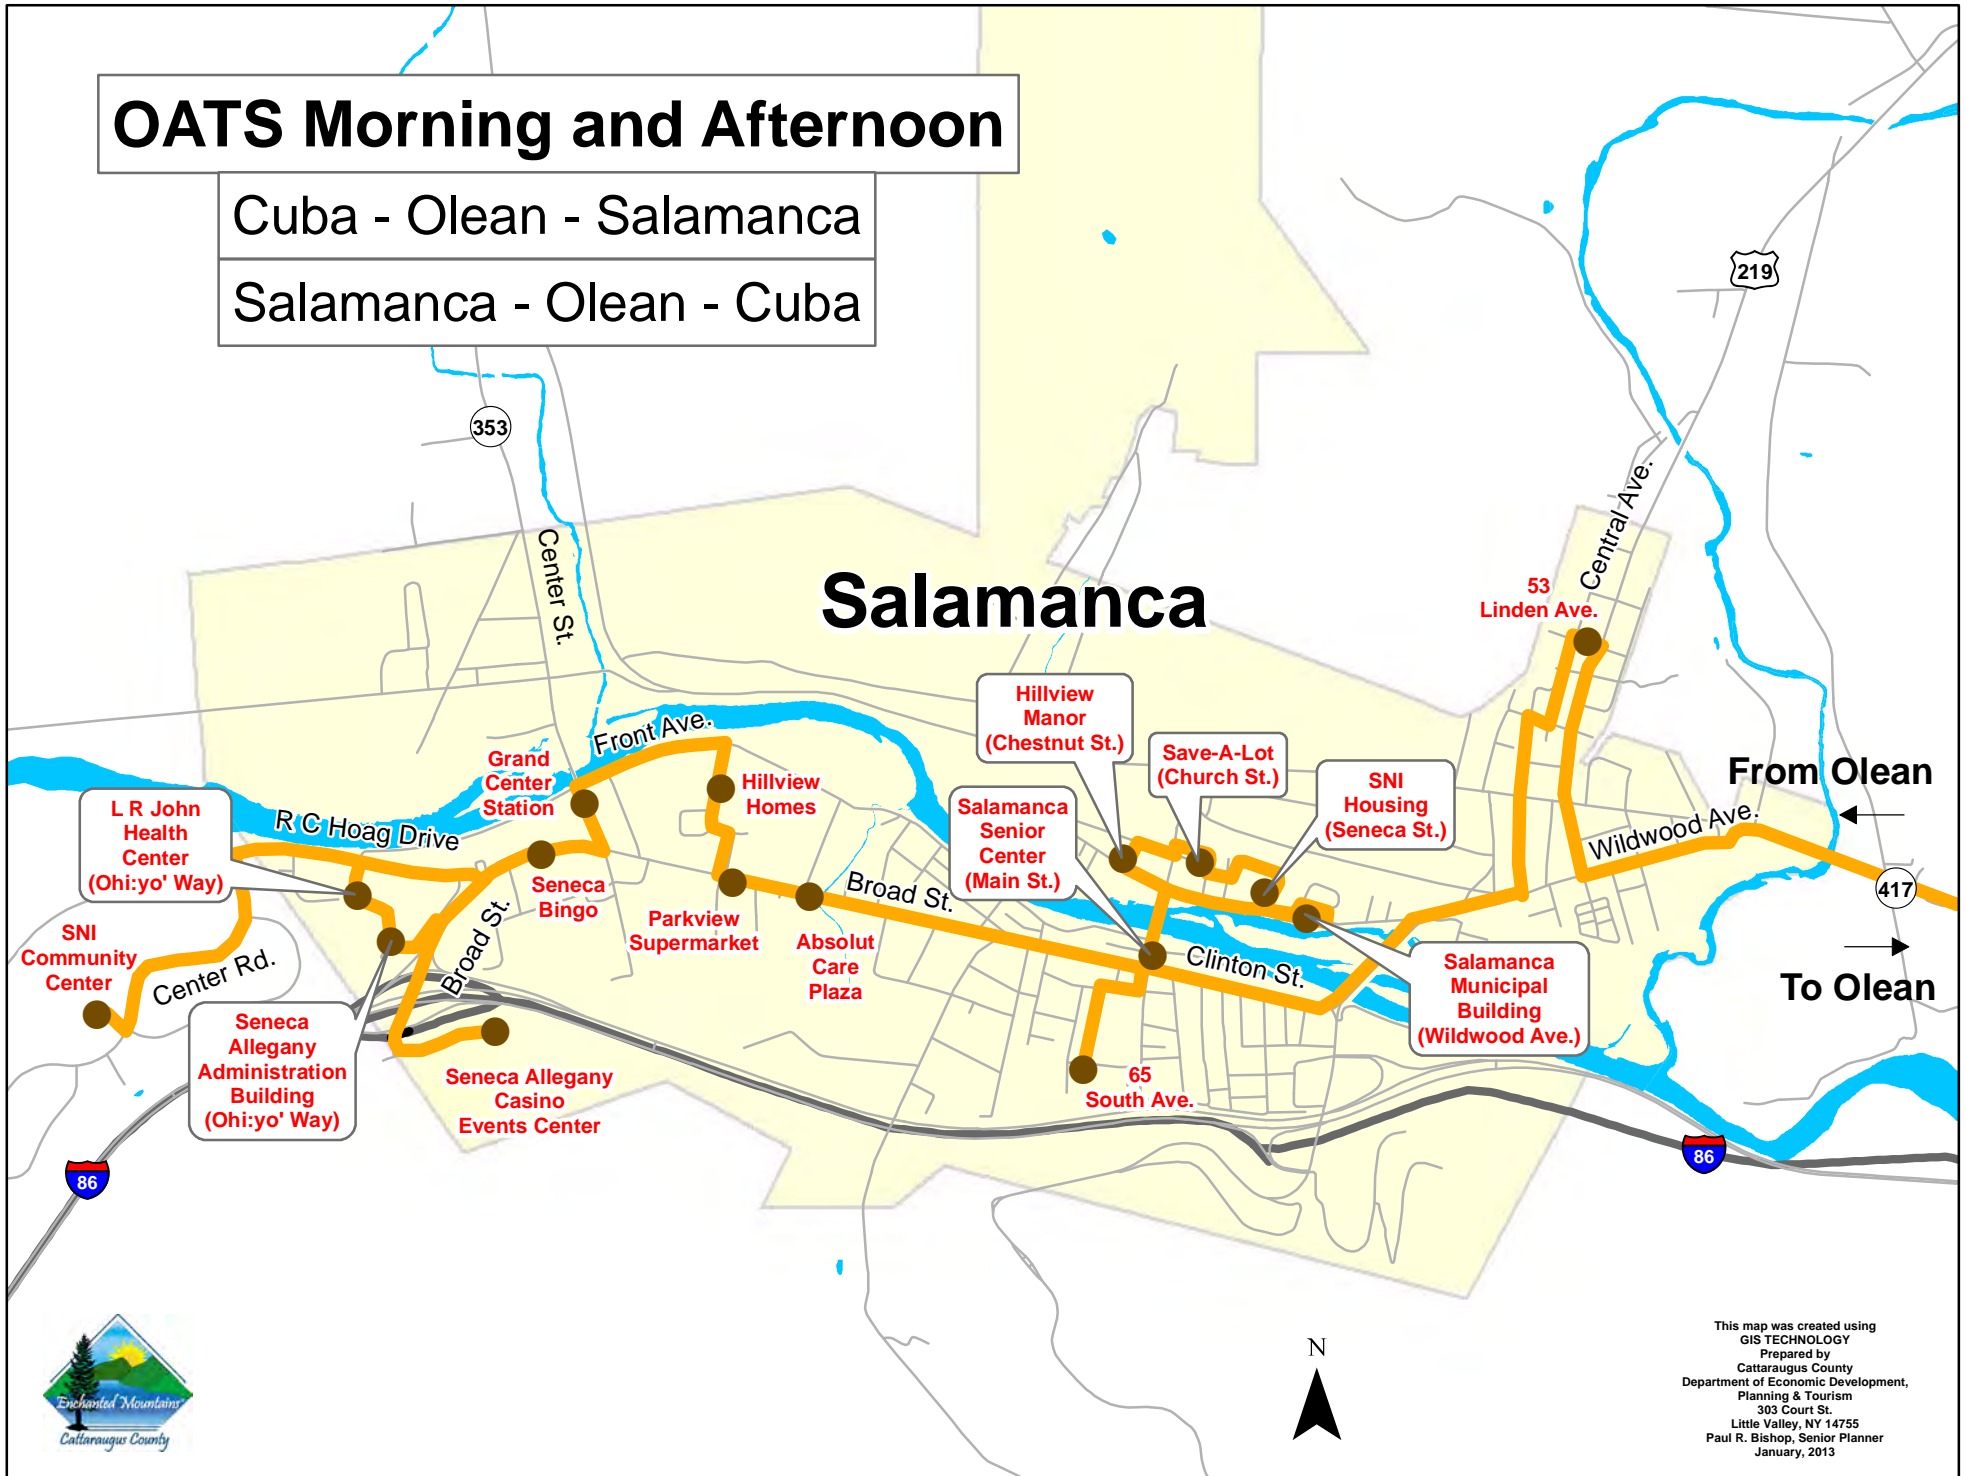 OATS Morning and Afternoon
Cuba - Olean - Salamanca
Salamanca - Olean - Cuba
219
353
Center St.
Central Ave.
Salamanca
53
Linden Ave.
Hillview
Manor
(Chestnut St.)
Save-A-Lot
(Church St.)
SNI
Housing
(Seneca St.)
Front Ave.
Grand
Center
Station
Hillview
Homes
From Olean
L R John
Health
Center
(Ohi:yo' Way)
R C Hoag Drive
Salamanca
Senior
Center
(Main St.)
Wildwood Ave.
417
Seneca
Bingo
Broad St.
Parkview
Supermarket
Broad St.
Absolut
Care
Plaza
SNI
Community
Center
Center Rd.
Clinton St.
Salamanca
Municipal
Building
(Wildwood Ave.)
To Olean
Seneca
Allegany
Administration
Building
(Ohi:yo' Way)
Seneca Allegany
Casino
Events Center
65
South Ave.
86
86
Enchanted Mountains
Cattaraugus County
N
This map was created using
GIS TECHNOLOGY
Prepared by
Cattaraugus County
Department of Economic Development,
Planning & Tourism
303 Court St.
Little Valley, NY 14755
Paul R. Bishop, Senior Planner
January, 2013